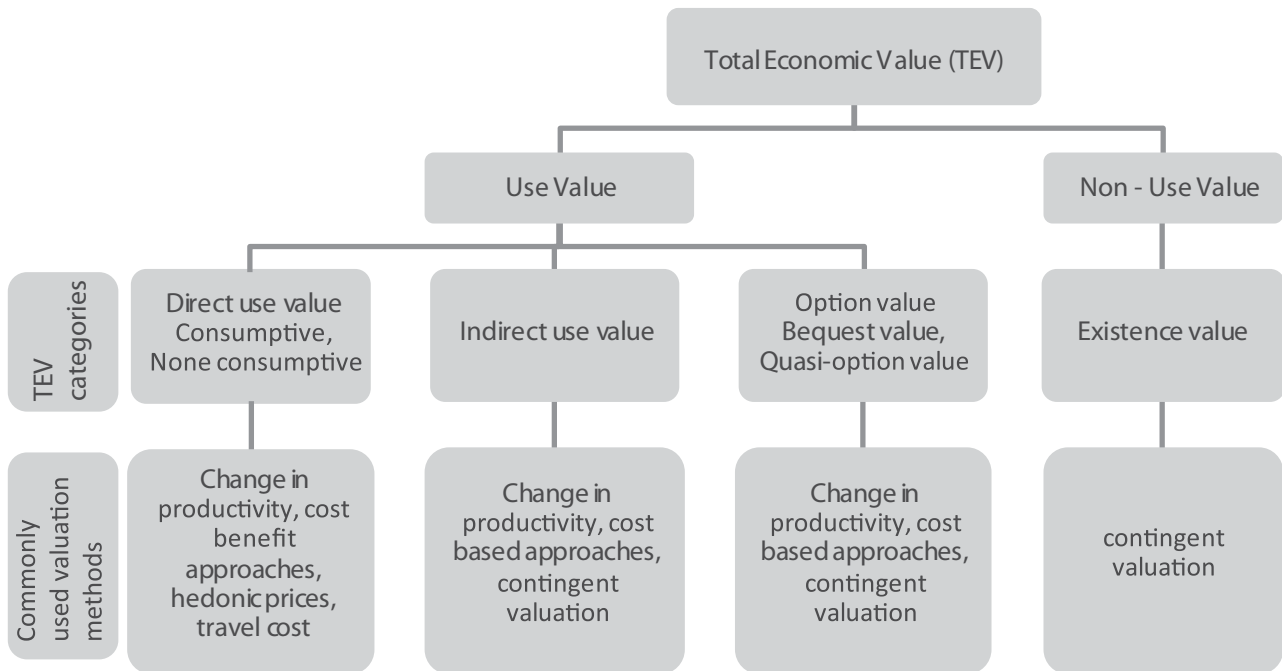 Total Economic Value (TEV)
Use Value
Non - Use Value
TEV
categories
Direct use value
Consumptive,
None consumptive
Indirect use value
Option value
Bequest value,
Quasi-option value
Existence value
Commonly
used valuation
methods
Change in
productivity, cost
benefit
approaches,
hedonic prices,
travel cost
Change in
productivity, cost
based approaches,
contingent
valuation
Change in
productivity, cost
based approaches,
contingent
valuation
contingent
valuation